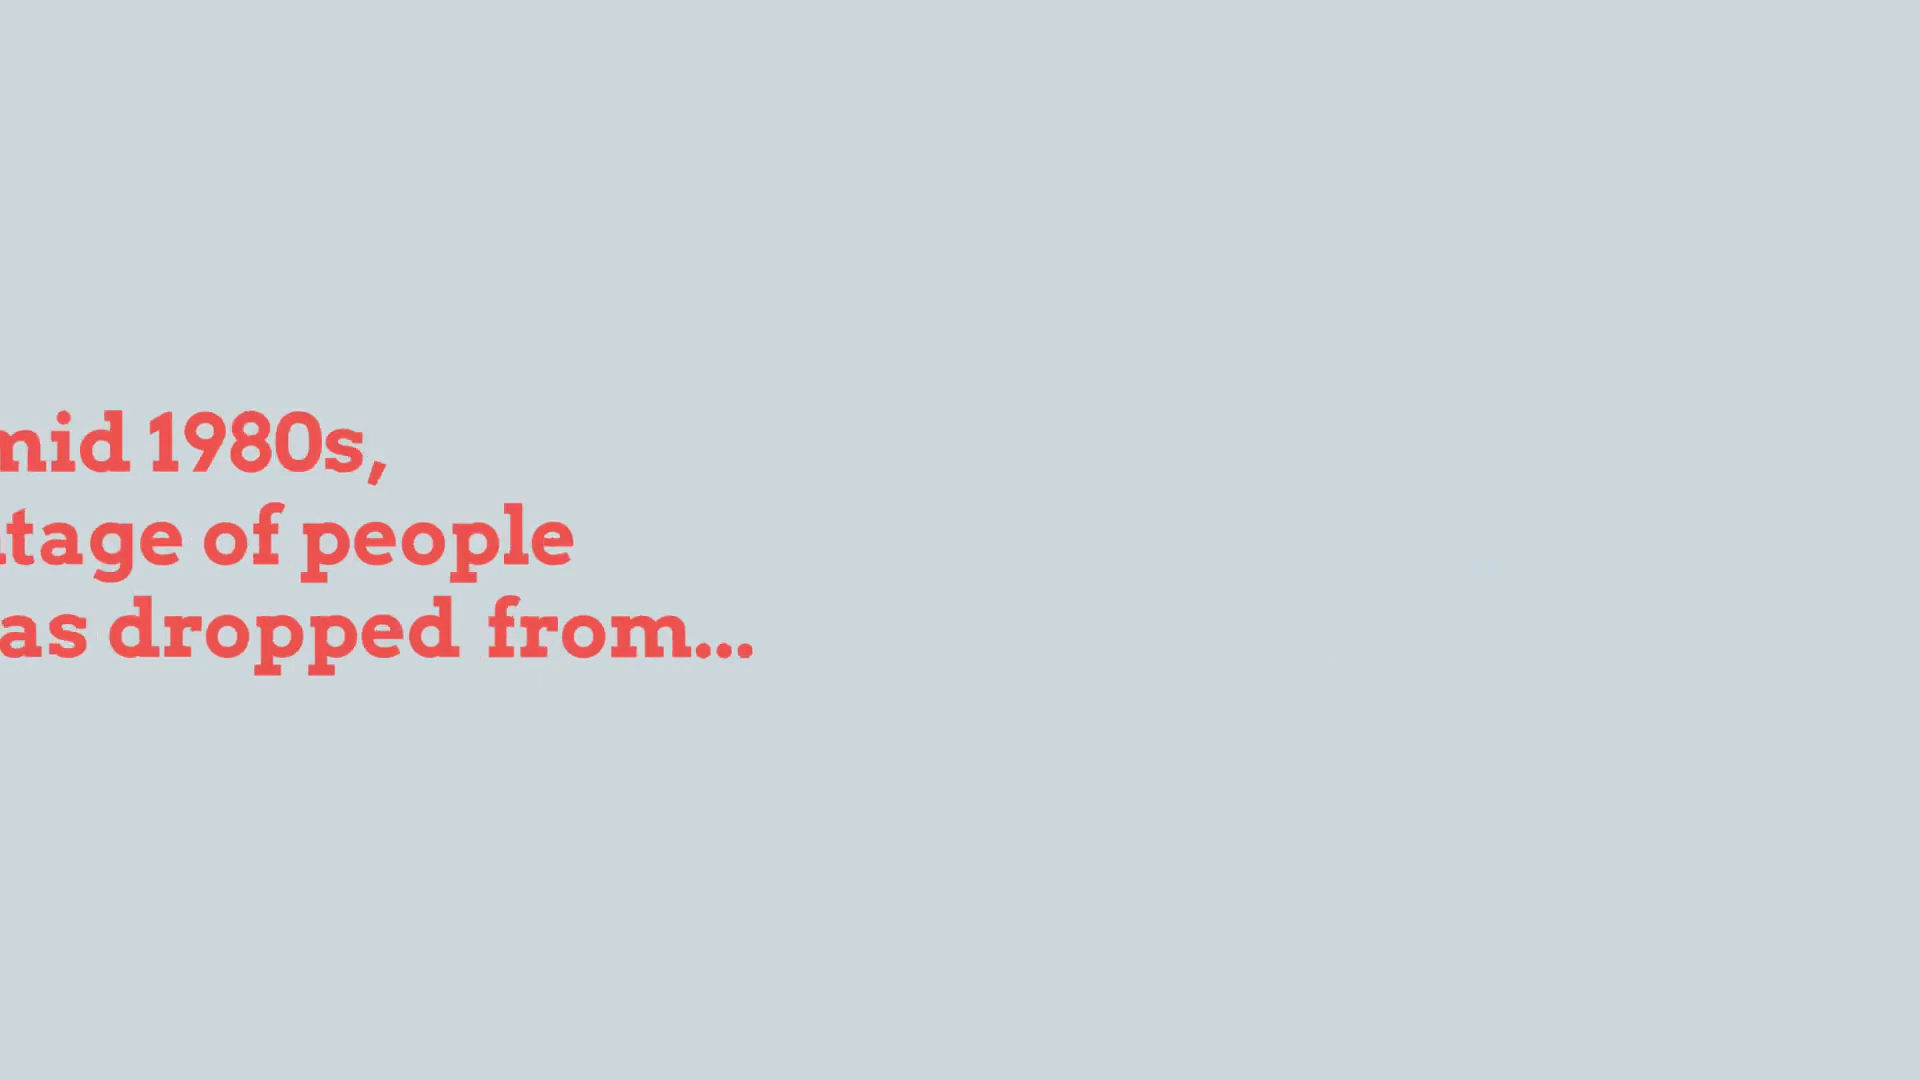 mid 1980s,
tage of people
as dropped from...